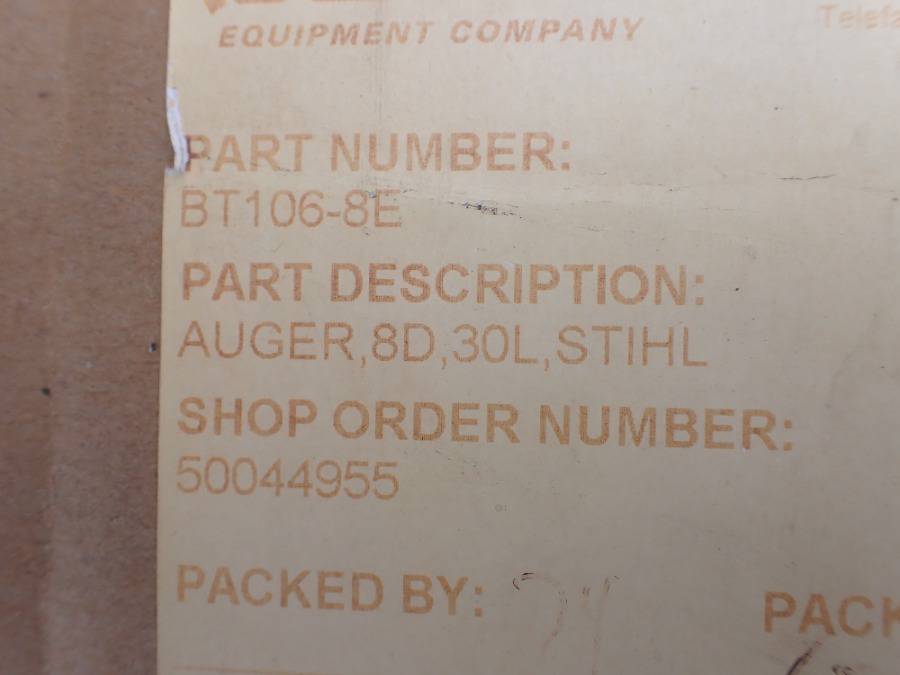 EQUIPMENT COMPANY
PART NUMBER:
BT106-8E
PART DESCRIPTION:
AUGER,8D,30L,STIHL
SHOP ORDER NUMBER:
50044955
PACKED BY: